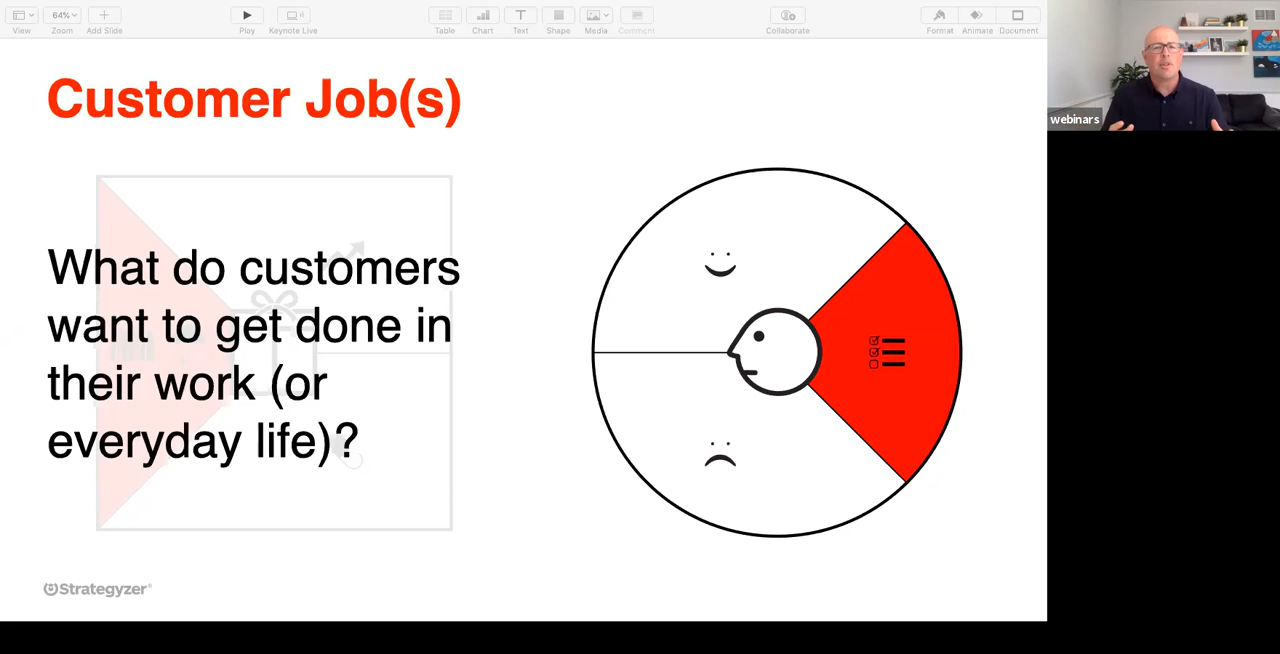 64%
View
Zoom
Add Slide
Play
Keynote Live
Table
Chart
Text
Shape
Media
Comment
Collaborate
Format
Animate
Document
webinars
Customer Job(s)
What do customers
want to get done in
their work (or
everyday life)?
Strategyzer®